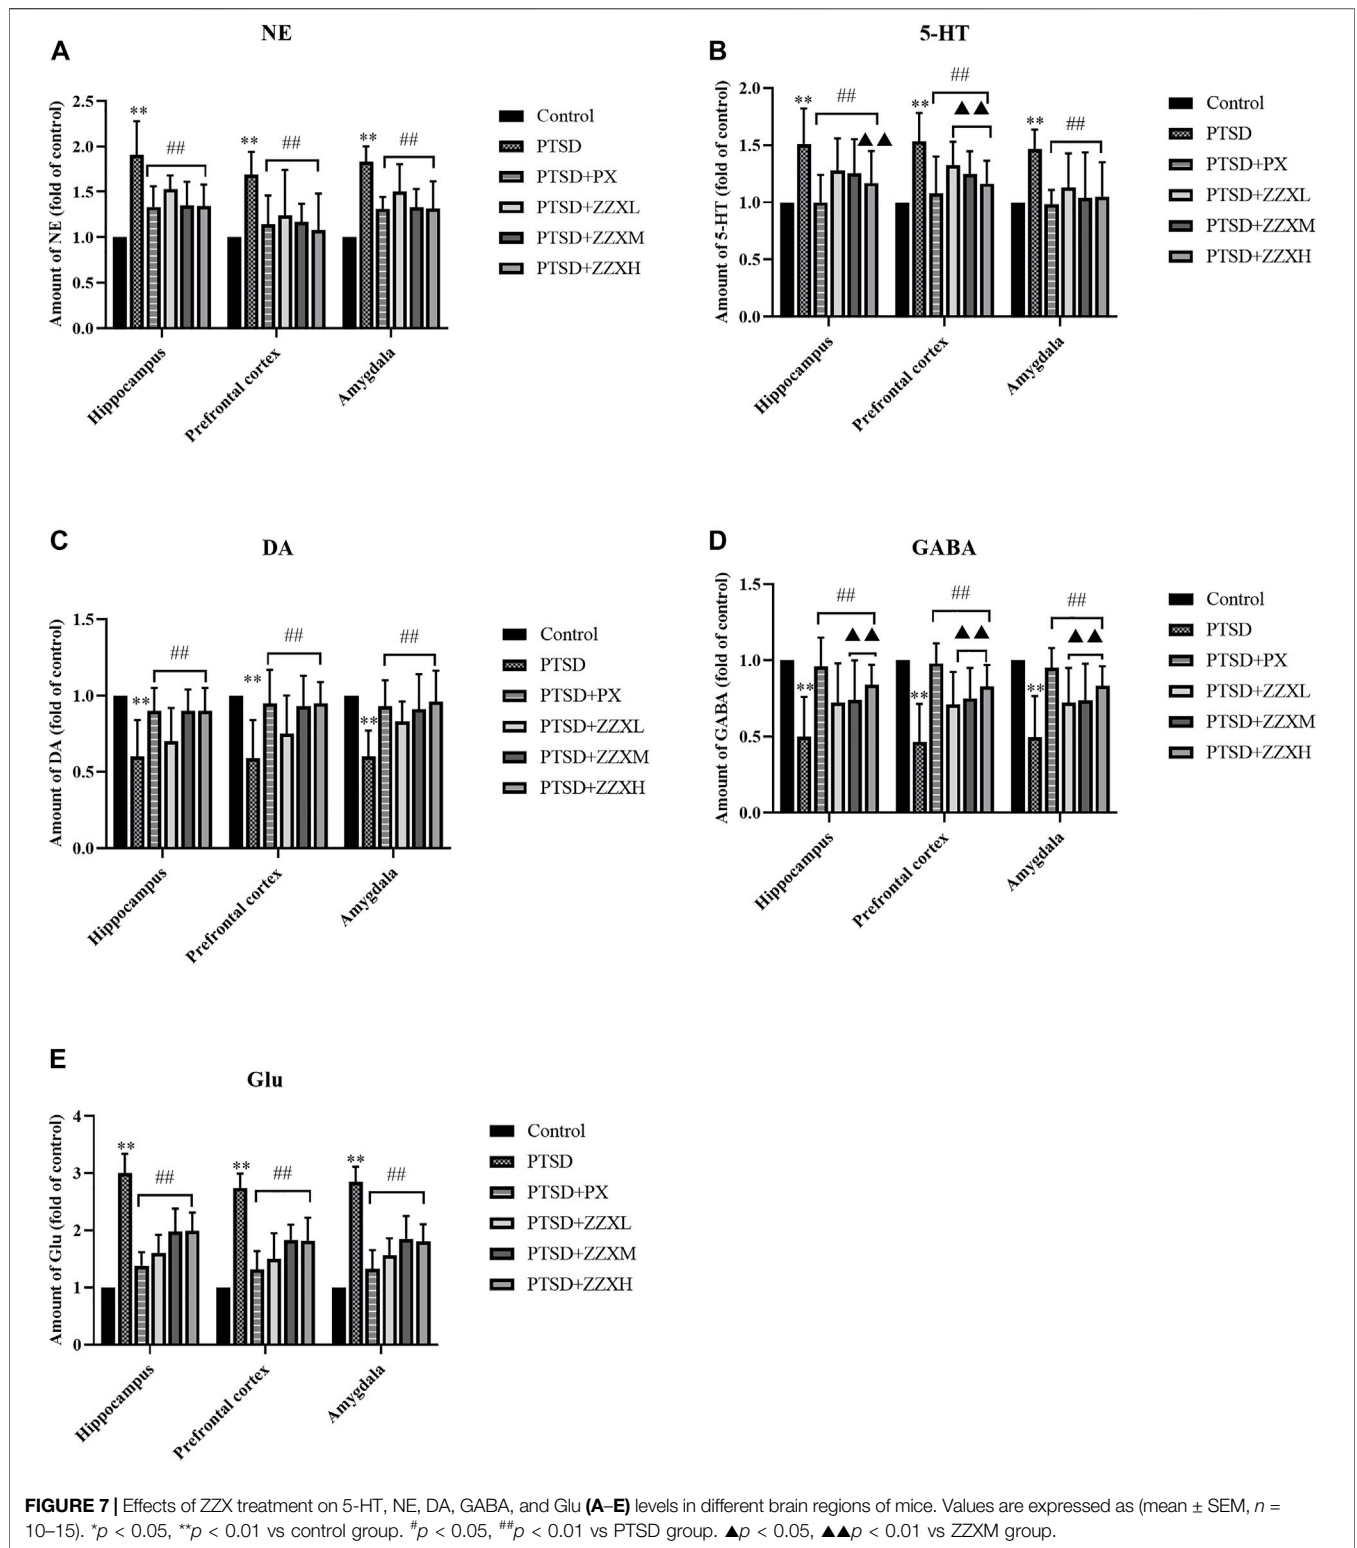 A
NE
Amount of NE (fold of control)
2.5
2.0
1.5
1.0
0.5
0.0
**
##
**
##
**
##
Hippocampus
Prefrontal cortex
Amygdala
Control
PTSD
PTSD+PX
PTSD+ZZXL
PTSD+ZZXM
PTSD+ZZXH
B
5-HT
Amount of 5-HT (fold of control)
2.0
1.5
1.0
0.5
0.0
**
##
▲▲
**
##
▲▲
**
##
Hippocampus
Prefrontal cortex
Amygdala
Control
PTSD
PTSD+PX
PTSD+ZZXL
PTSD+ZZXM
PTSD+ZZXH
C
DA
Amount of DA (fold of control)
1.5
1.0
0.5
0.0
**
##
**
##
**
##
Hippocampus
Prefrontal cortex
Amygdala
Control
PTSD
PTSD+PX
PTSD+ZZXL
PTSD+ZZXM
PTSD+ZZXH
D
GABA
Amount of GABA (fold of control)
1.5
1.0
0.5
0.0
**
##
▲▲
**
##
▲▲
**
##
▲▲
Hippocampus
Prefrontal cortex
Amygdala
Control
PTSD
PTSD+PX
PTSD+ZZXL
PTSD+ZZXM
PTSD+ZZXH
E
Glu
Amount of Glu (fold of control)
4
3
2
1
0
**
##
**
##
**
##
Hippocampus
Prefrontal cortex
Amygdala
Control
PTSD
PTSD+PX
PTSD+ZZXL
PTSD+ZZXM
PTSD+ZZXH
FIGURE 7 | Effects of ZZX treatment on 5-HT, NE, DA, GABA, and Glu (A–E) levels in different brain regions of mice. Values are expressed as (mean ± SEM, n =
10–15). *p < 0.05, **p < 0.01 vs control group. #p < 0.05, ##p < 0.01 vs PTSD group. ▲p < 0.05, ▲▲p < 0.01 vs ZZXM group.